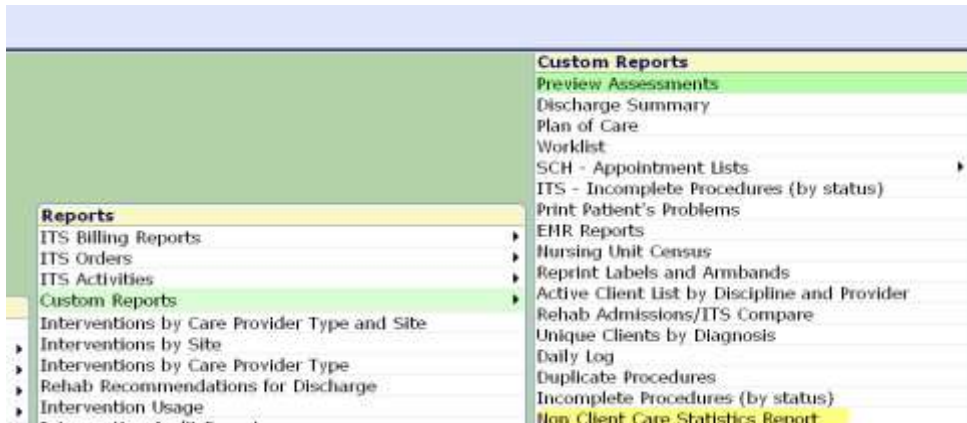 Custom Reports
Preview Assessments
Discharge Summary
Plan of Care
Worklist
SCH - Appointment Lists
ITS - Incomplete Procedures (by status)
Print Patient's Problems
EMR Reports
Nursing Unit Census
Reprint Labels and Armbands
Active Client List by Discipline and Provider
Rehab Admissions/ITS Compare
Unique Clients by Diagnosis
Daily Log
Duplicate Procedures
Incomplete Procedures (by status)
Non Client Care Statistics Report
Reports
ITS Billing Reports
ITS Orders
ITS Activities
Custom Reports
Interventions by Care Provider Type and Site
Interventions by Site
Interventions by Care Provider Type
Rehab Recommendations for Discharge
Intervention Usage